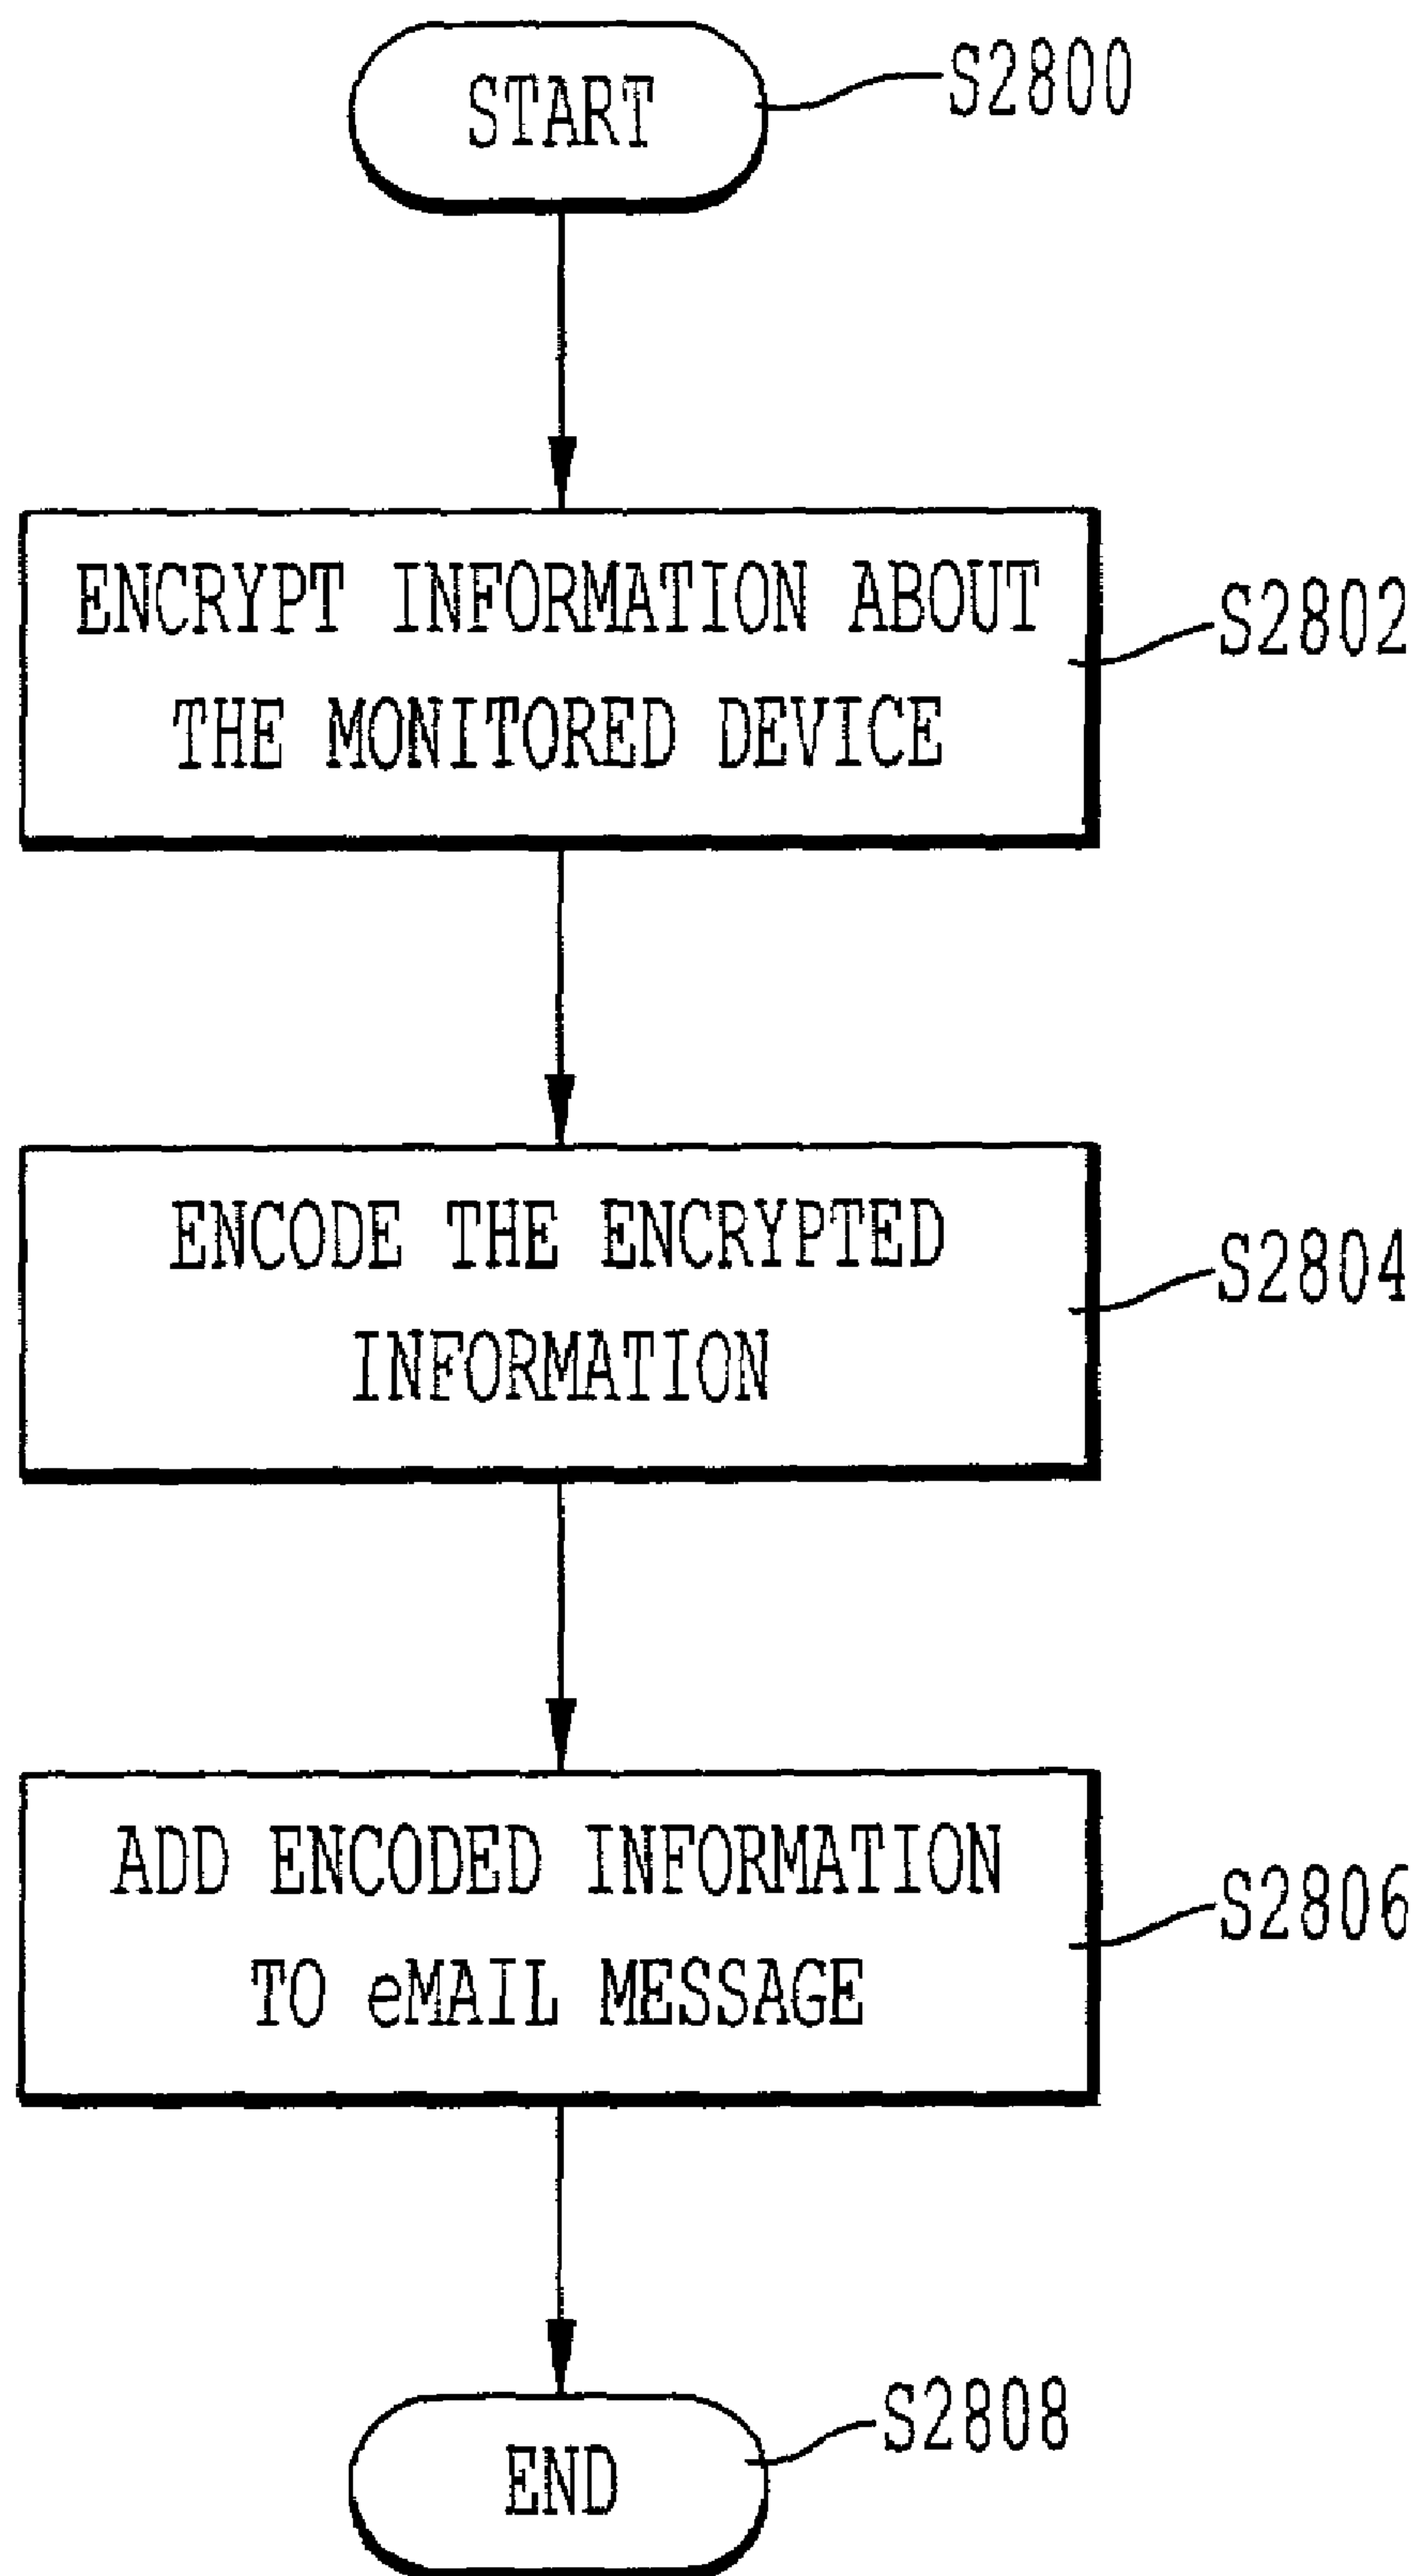 START
S2800
ENCRYPT INFORMATION ABOUT
THE MONITORED DEVICE
S2802
ENCODE THE ENCRYPTED
INFORMATION
S2804
ADD ENCODED INFORMATION
TO eMAIL MESSAGE
S2806
END
S2808